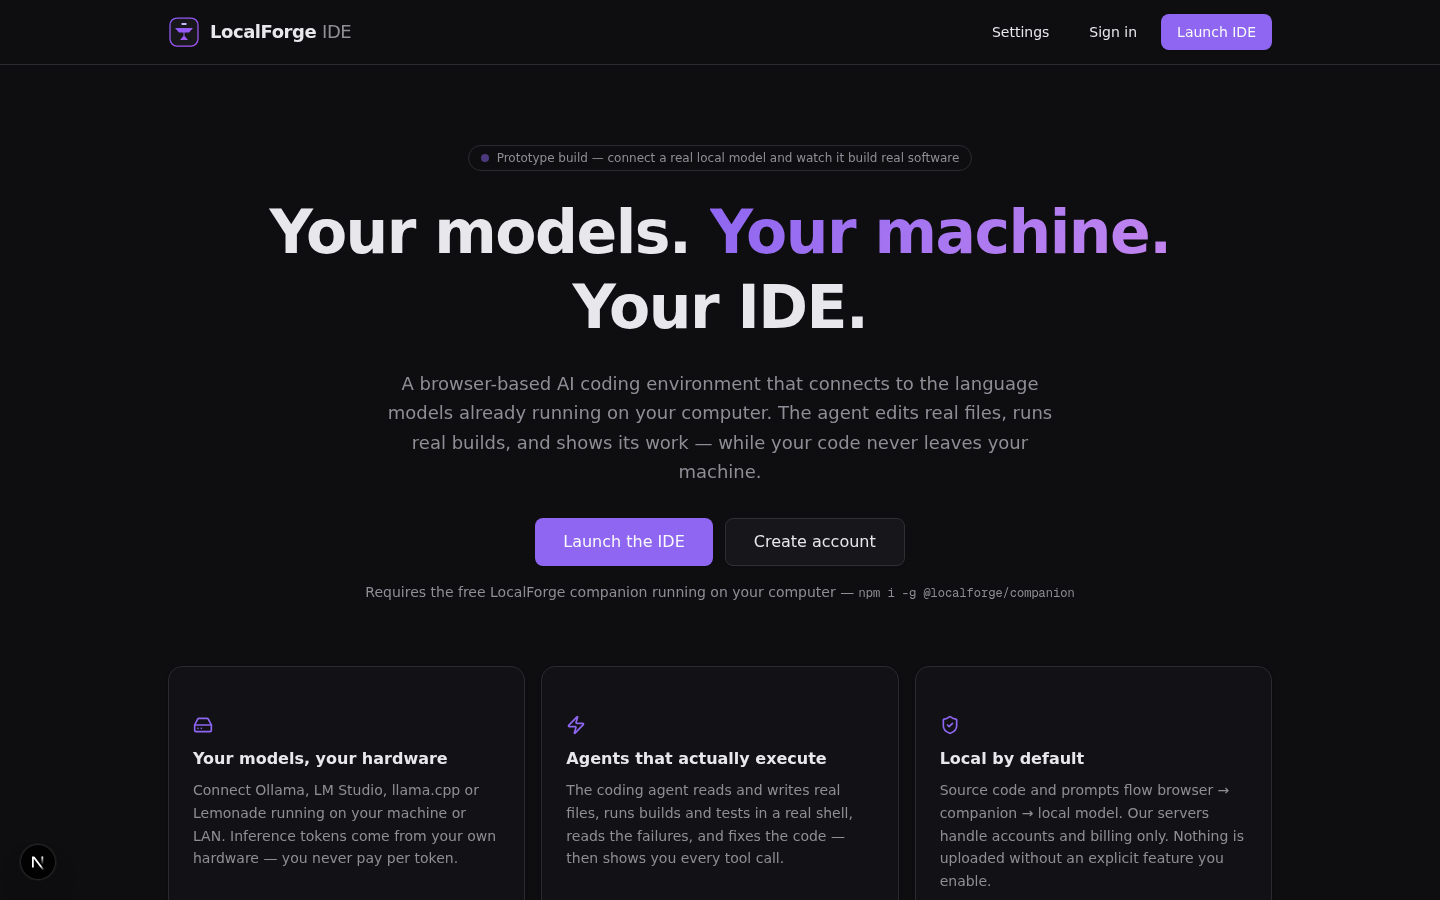 LocalForge IDE
Settings
Sign in
Launch IDE
Prototype build — connect a real local model and watch it build real software
Your models. Your machine.
Your IDE.
A browser-based AI coding environment that connects to the language
models already running on your computer. The agent edits real files, runs
real builds, and shows its work — while your code never leaves your
machine.
Launch the IDE
Create account
Requires the free LocalForge companion running on your computer — npm i -g @localforge/companion
Your models, your hardware
Connect Ollama, LM Studio, llama.cpp or
Lemonade running on your machine or
LAN. Inference tokens come from your own
hardware — you never pay per token.
Agents that actually execute
The coding agent reads and writes real
files, runs builds and tests in a real shell,
reads the failures, and fixes the code —
then shows you every tool call.
Local by default
Source code and prompts flow browser →
companion → local model. Our servers
handle accounts and billing only. Nothing is
uploaded without an explicit feature you
enable.
N